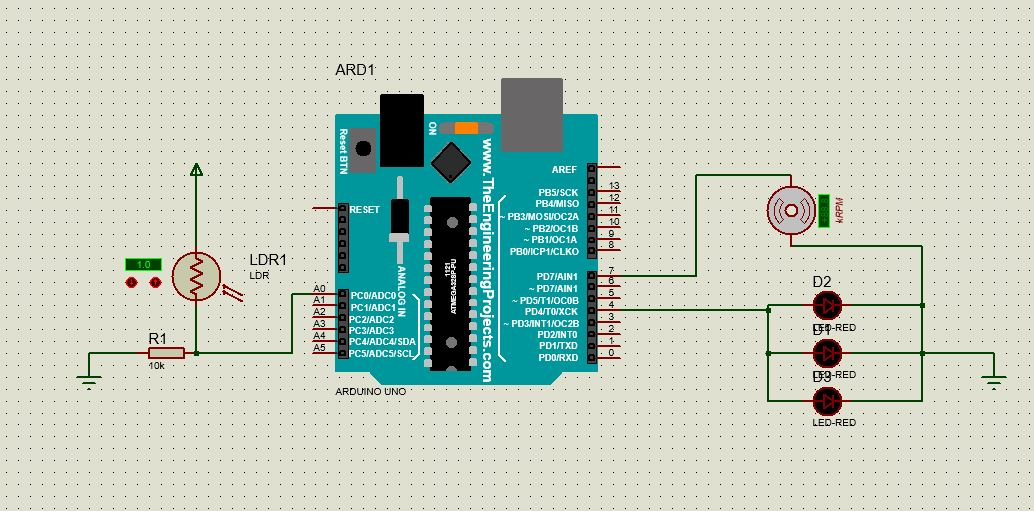 ARD1
Reset BTN
ON
www.TheEngineeringProjects.com
AREF
PB5/SCK
13
PB4/MISO
12
~ PB3/MOSI/OC2A
11
~ PB2/OC1B
10
~ PB1/OC1A
9
PB0/ICP1/CLKO
8
RESET
ANALOG IN
1121
ATMEGA328P-PU
PD7/AIN1
7
~ PD7/AIN1
6
~ PD5/T1/OC0B
5
PD4/T0/XCK
4
~ PD3/INT1/OC2B
3
PD2/INT0
2
PD1/TXD
1
PD0/RXD
0
A0
PC0/ADC0
A1
PC1/ADC1
A2
PC2/ADC2
A3
PC3/ADC3
A4
PC4/ADC4/SDA
A5
PC5/ADC5/SCL
ARDUINO UNO
1.0
LDR1
LDR
R1
10k
kRPM
D2
LED-RED
D1
LED-RED
D3
LED-RED